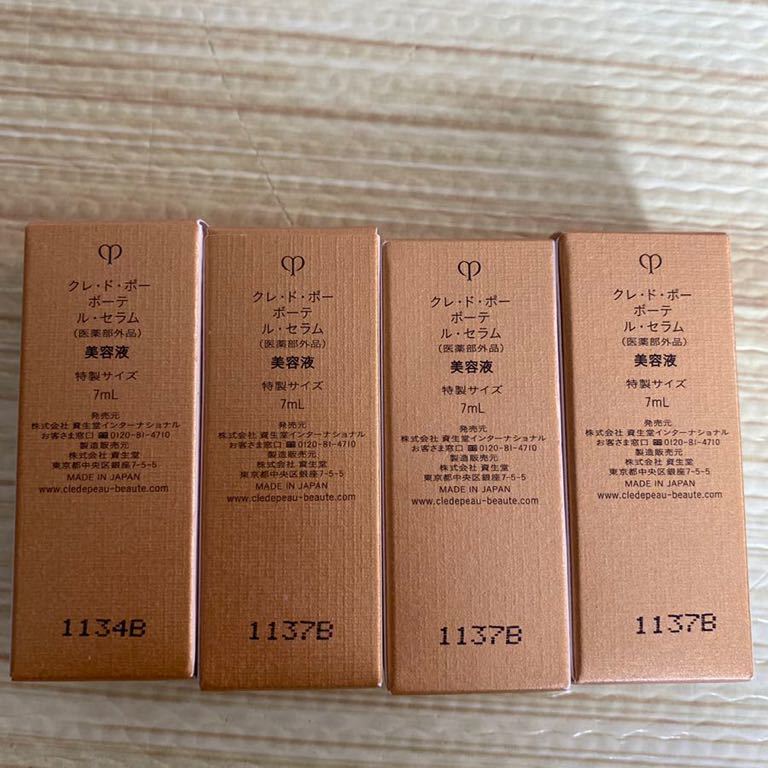 クレ・ド・ポー
ボーテ
ル・セラム
(医薬部外品)
美容液
特製サイズ
7mL
発売元
株式会社 資生堂インターナショナル
お客さま窓口 ☎0120-81-4710
製造販売元
株式会社 資生堂
東京都中央区銀座7-5-5
MADE IN JAPAN
www.cledepeau-beaute.com
1134B
クレ・ド・ポー
ボーテ
ル・セラム
(医薬部外品)
美容液
特製サイズ
7mL
発売元
株式会社 資生堂インターナショナル
お客さま窓口 ☎0120-81-4710
製造販売元
株式会社 資生堂
東京都中央区銀座7-5-5
MADE IN JAPAN
www.cledepeau-beaute.com
1137B
クレ・ド・ポー
ボーテ
ル・セラム
(医薬部外品)
美容液
特製サイズ
7mL
発売元
株式会社 資生堂インターナショナル
お客さま窓口 ☎0120-81-4710
製造販売元
株式会社 資生堂
東京都中央区銀座7-5-5
MADE IN JAPAN
www.cledepeau-beaute.com
1137B
クレ・ド・ポー
ボーテ
ル・セラム
(医薬部外品)
美容液
特製サイズ
7mL
発売元
株式会社 資生堂インターナショナル
お客さま窓口 ☎0120-81-4710
製造販売元
株式会社 資生堂
東京都中央区銀座7-5-5
MADE IN JAPAN
www.cledepeau-beaute.com
1137B